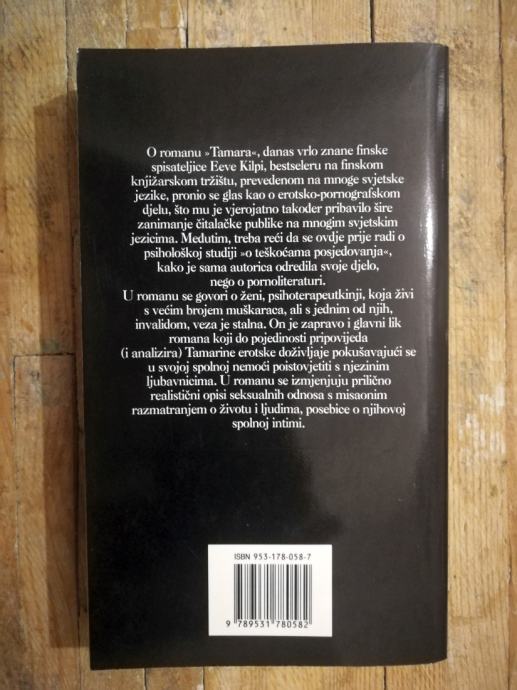 O romanu »Tamara«, danas vrlo znane finske
spisateljice Eeve Kilpi, bestseleru na finskom
knjižarskom tržištu, prevedenom na mnoge svjetske
jezike, pronio se glas kao o erotsko-pornografskom
djelu, što mu je vjerojatno također pribavilo šire
zanimanje čitalačke publike na mnogim svjetskim
jezicima. Međutim, treba reći da se ovdje prije radi o
psihološkoj studiji »o teškoćama posjedovanja«,
kako je sama autorica odredila svoje djelo,
nego o pornoliteraturi.
U romanu se govori o ženi, psihoterapeutkinji, koja živi
s većim brojem muškaraca, ali s jednim od njih,
invalidom, veza je stalna. On je zapravo i glavni lik
romana koji do pojedinosti pripovijeda
(i analizira) Tamarine erotske doživljaje pokušavajući se
u svojoj spolnoj nemoći poistovjetiti s njezinim
ljubavnicima. U romanu se izmjenjuju prilično
realistični opisi seksualnih odnosa s misaonim
razmatranjem o životu i ljudima, posebice o njihovoj
spolnoj intimi.
ISBN 953-178-058-7
9 789531 780582